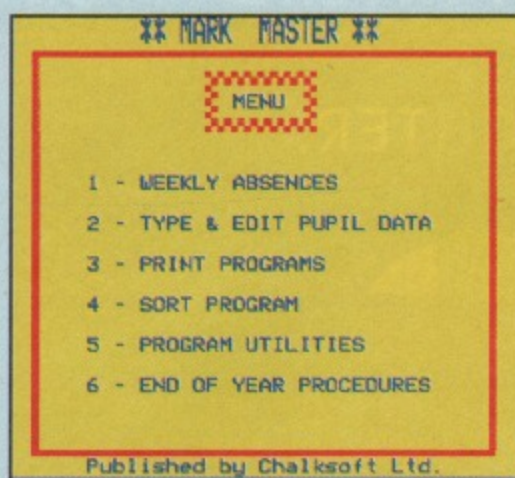 ** MARK MASTER **
MENU
1 - WEEKLY ABSENCES
2 - TYPE & EDIT PUPIL DATA
3 - PRINT PROGRAMS
4 - SORT PROGRAM
5 - PROGRAM UTILITIES
6 - END OF YEAR PROCEDURES
Published by Chalksoft Ltd.